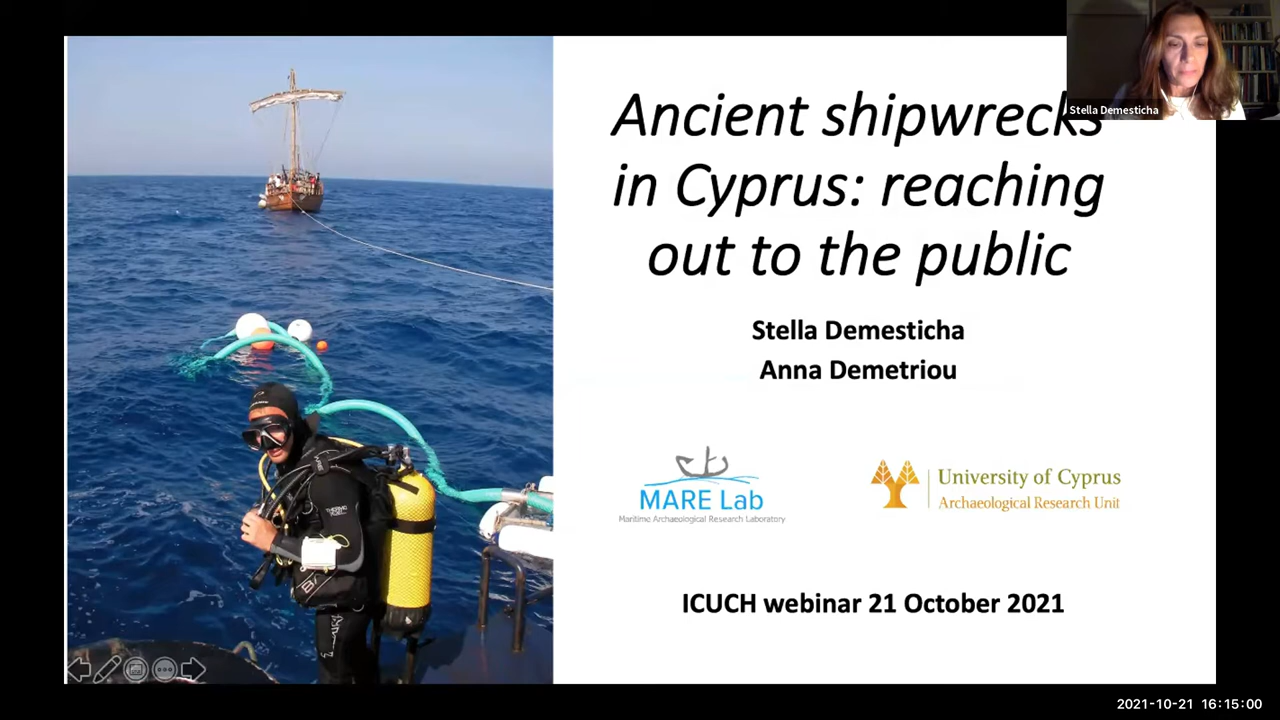 Stella Demesticha
Ancient shipwrecks
in Cyprus: reaching
out to the public
Stella Demesticha
Anna Demetriou
MARE Lab
Maritime Archaeological Research Laboratory
University of Cyprus
Archaeological Research Unit
ICUCH webinar 21 October 2021
2021-10-21 16:15:00